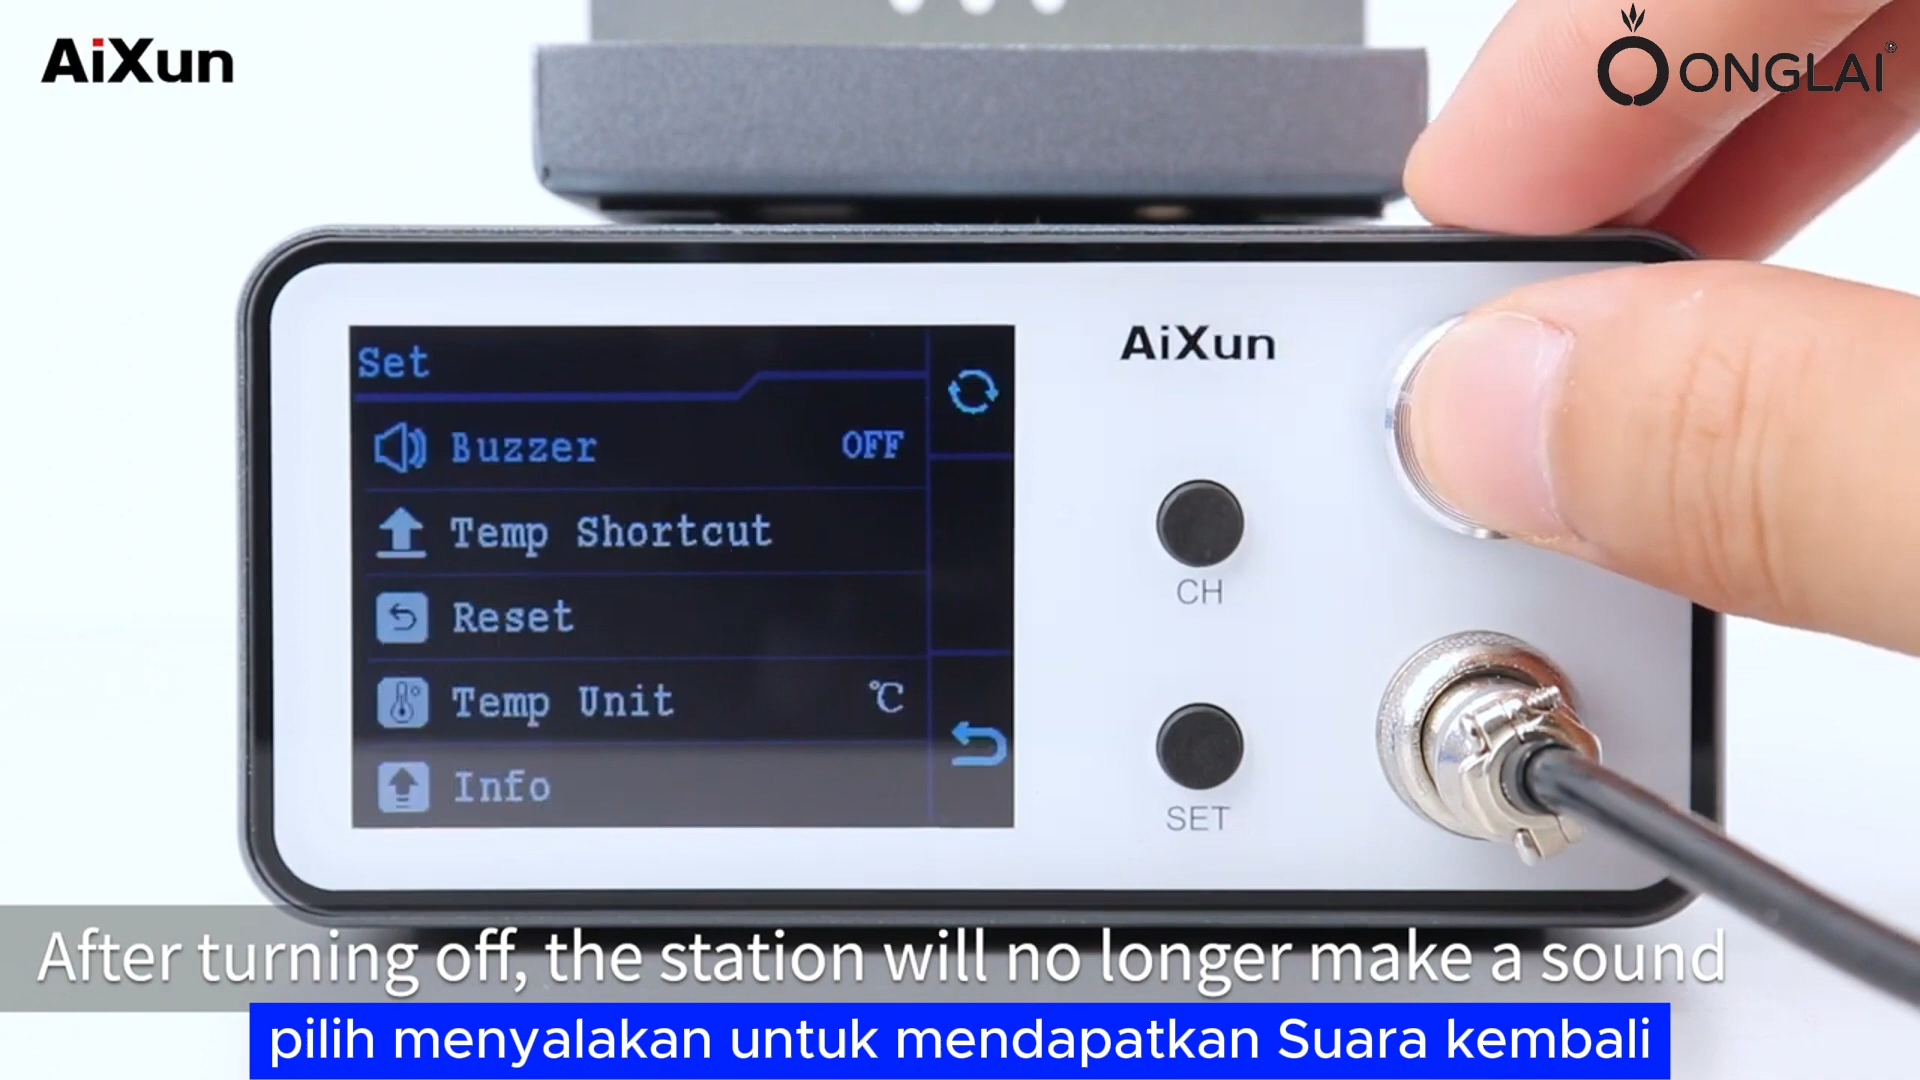 AiXun
ONGLAI®
AiXun
Set
Buzzer OFF
Temp Shortcut
Reset
Temp Unit ℃
Info
CH
SET
After turning off, the station will no longer make a sound
pilih menyalakan untuk mendapatkan Suara kembali